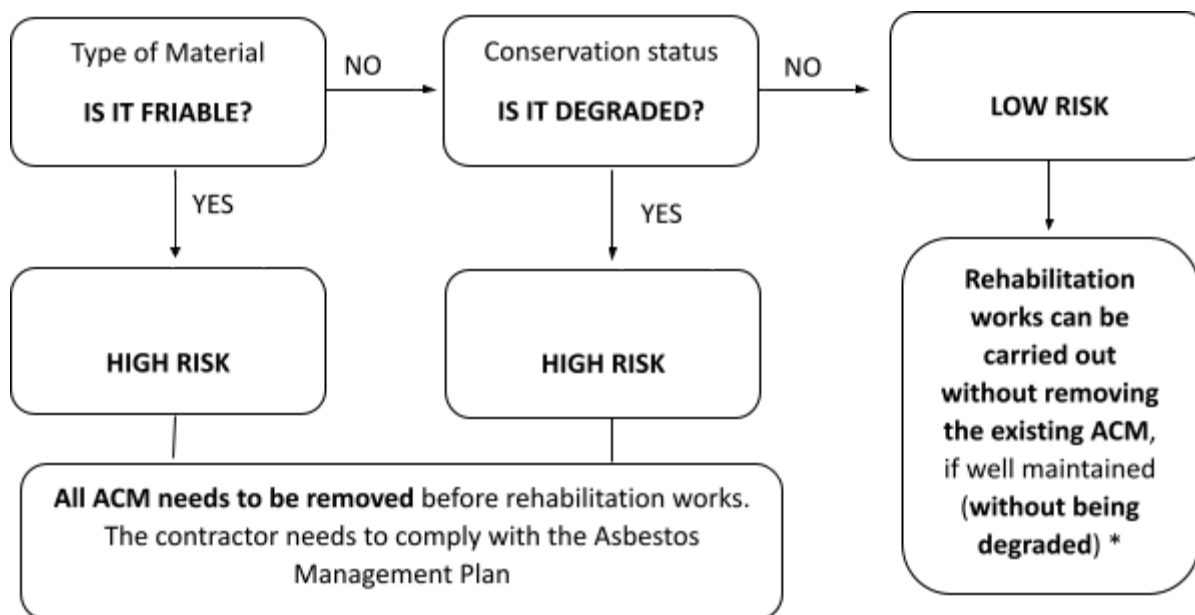 Type of Material
IS IT FRIABLE?
NO
Conservation status
IS IT DEGRADED?
NO
LOW RISK
YES
YES
HIGH RISK
HIGH RISK
All ACM needs to be removed before rehabilitation works.
The contractor needs to comply with the Asbestos
Management Plan
Rehabilitation
works can be
carried out
without removing
the existing ACM,
if well maintained
(without being
degraded) *